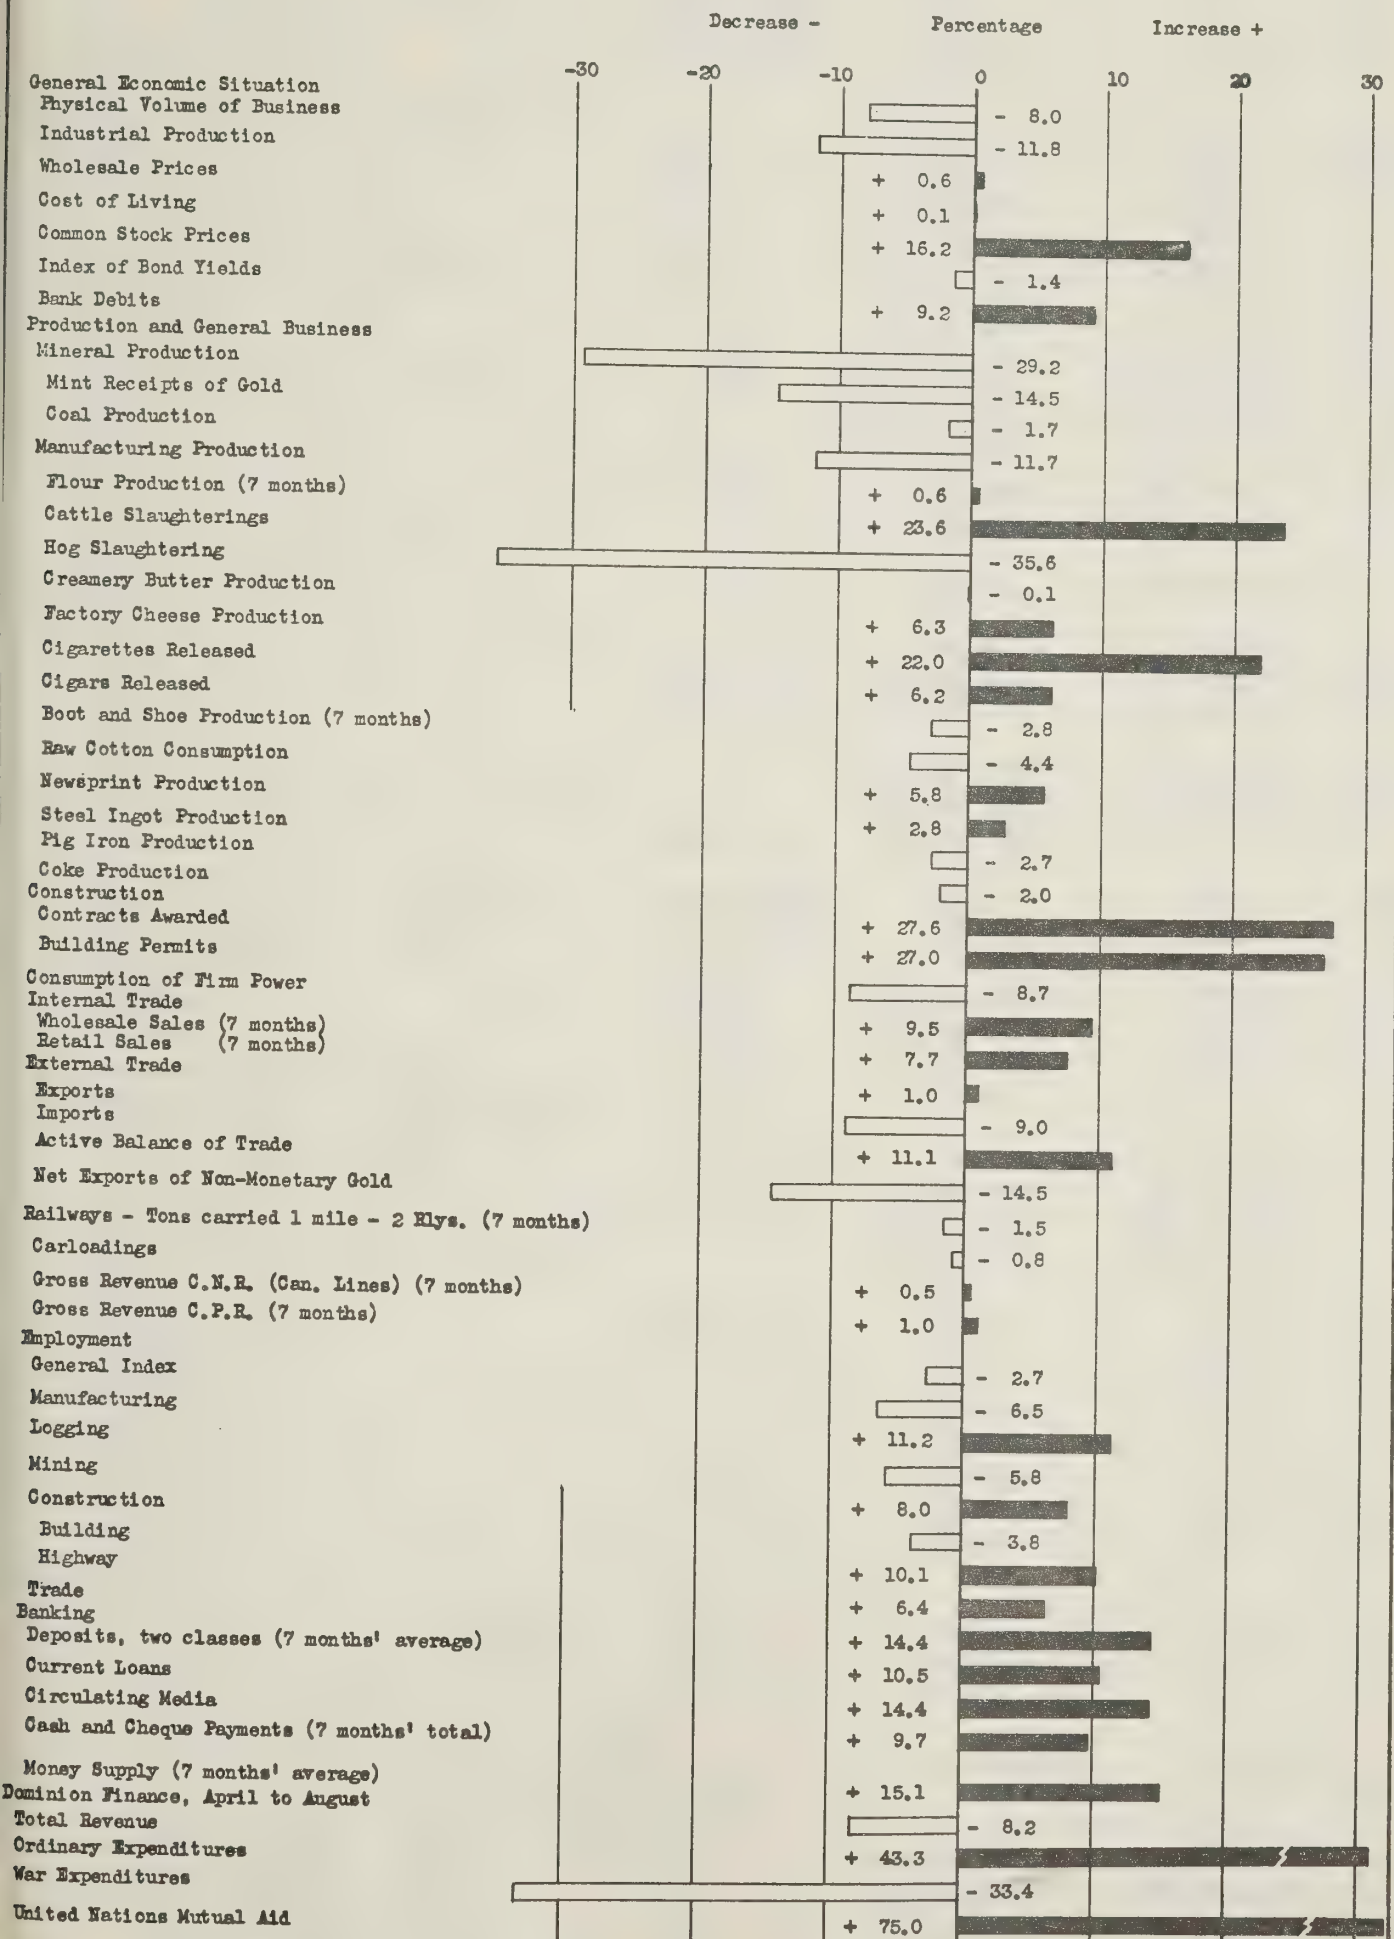 Decrease - Percentage Increase +
-30 -20 -10 0 10 20 30
General Economic Situation
Physical Volume of Business - 8.0
Industrial Production - 11.8
Wholesale Prices + 0.6
Cost of Living + 0.1
Common Stock Prices + 16.2
Index of Bond Yields - 1.4
Bank Debits + 9.2
Production and General Business
Mineral Production - 29.2
Mint Receipts of Gold - 14.5
Coal Production - 1.7
Manufacturing Production - 11.7
Flour Production (7 months) + 0.6
Cattle Slaughterings + 23.6
Hog Slaughtering - 35.6
Creamery Butter Production - 0.1
Factory Cheese Production + 6.3
Cigarettes Released + 22.0
Cigars Released + 6.2
Boot and Shoe Production (7 months) - 2.8
Raw Cotton Consumption - 4.4
Newsprint Production + 5.8
Steel Ingot Production + 2.8
Pig Iron Production - 2.7
Coke Production - 2.0
Construction
Contracts Awarded + 27.6
Building Permits + 27.0
Consumption of Firm Power - 8.7
Internal Trade
Wholesale Sales (7 months) + 9.5
Retail Sales (7 months) + 7.7
External Trade
Exports + 1.0
Imports - 9.0
Active Balance of Trade + 11.1
Net Exports of Non-Monetary Gold - 14.5
Railways - Tons carried 1 mile - 2 Rlys. (7 months) - 1.5
Carloadings - 0.8
Gross Revenue C.N.R. (Can. Lines) (7 months) + 0.5
Gross Revenue C.P.R. (7 months) + 1.0
Employment
General Index - 2.7
Manufacturing - 6.5
Logging + 11.2
Mining - 5.8
Construction + 8.0
Building - 3.8
Highway + 10.1
Trade + 6.4
Banking
Deposits, two classes (7 months' average) + 14.4
Current Loans + 10.5
Circulating Media + 14.4
Cash and Cheque Payments (7 months' total) + 9.7
Money Supply (7 months' average) + 15.1
Dominion Finance, April to August
Total Revenue - 8.2
Ordinary Expenditures + 43.3
War Expenditures - 33.4
United Nations Mutual Aid + 75.0